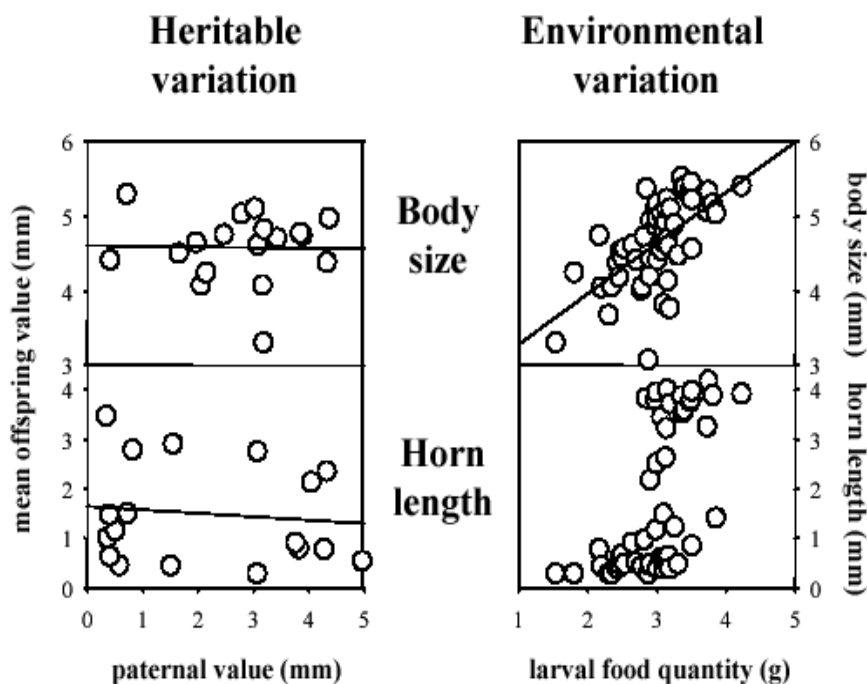 Heritable
variation
Environmental
variation
6
5
4
3
4
3
2
1
0
mean offspring value (mm)
0 1 2 3 4 5
paternal value (mm)
Body
size
Horn
length
6
5
4
3
4
3
2
1
0
body size (mm)
horn length (mm)
1 2 3 4 5
larval food quantity (g)